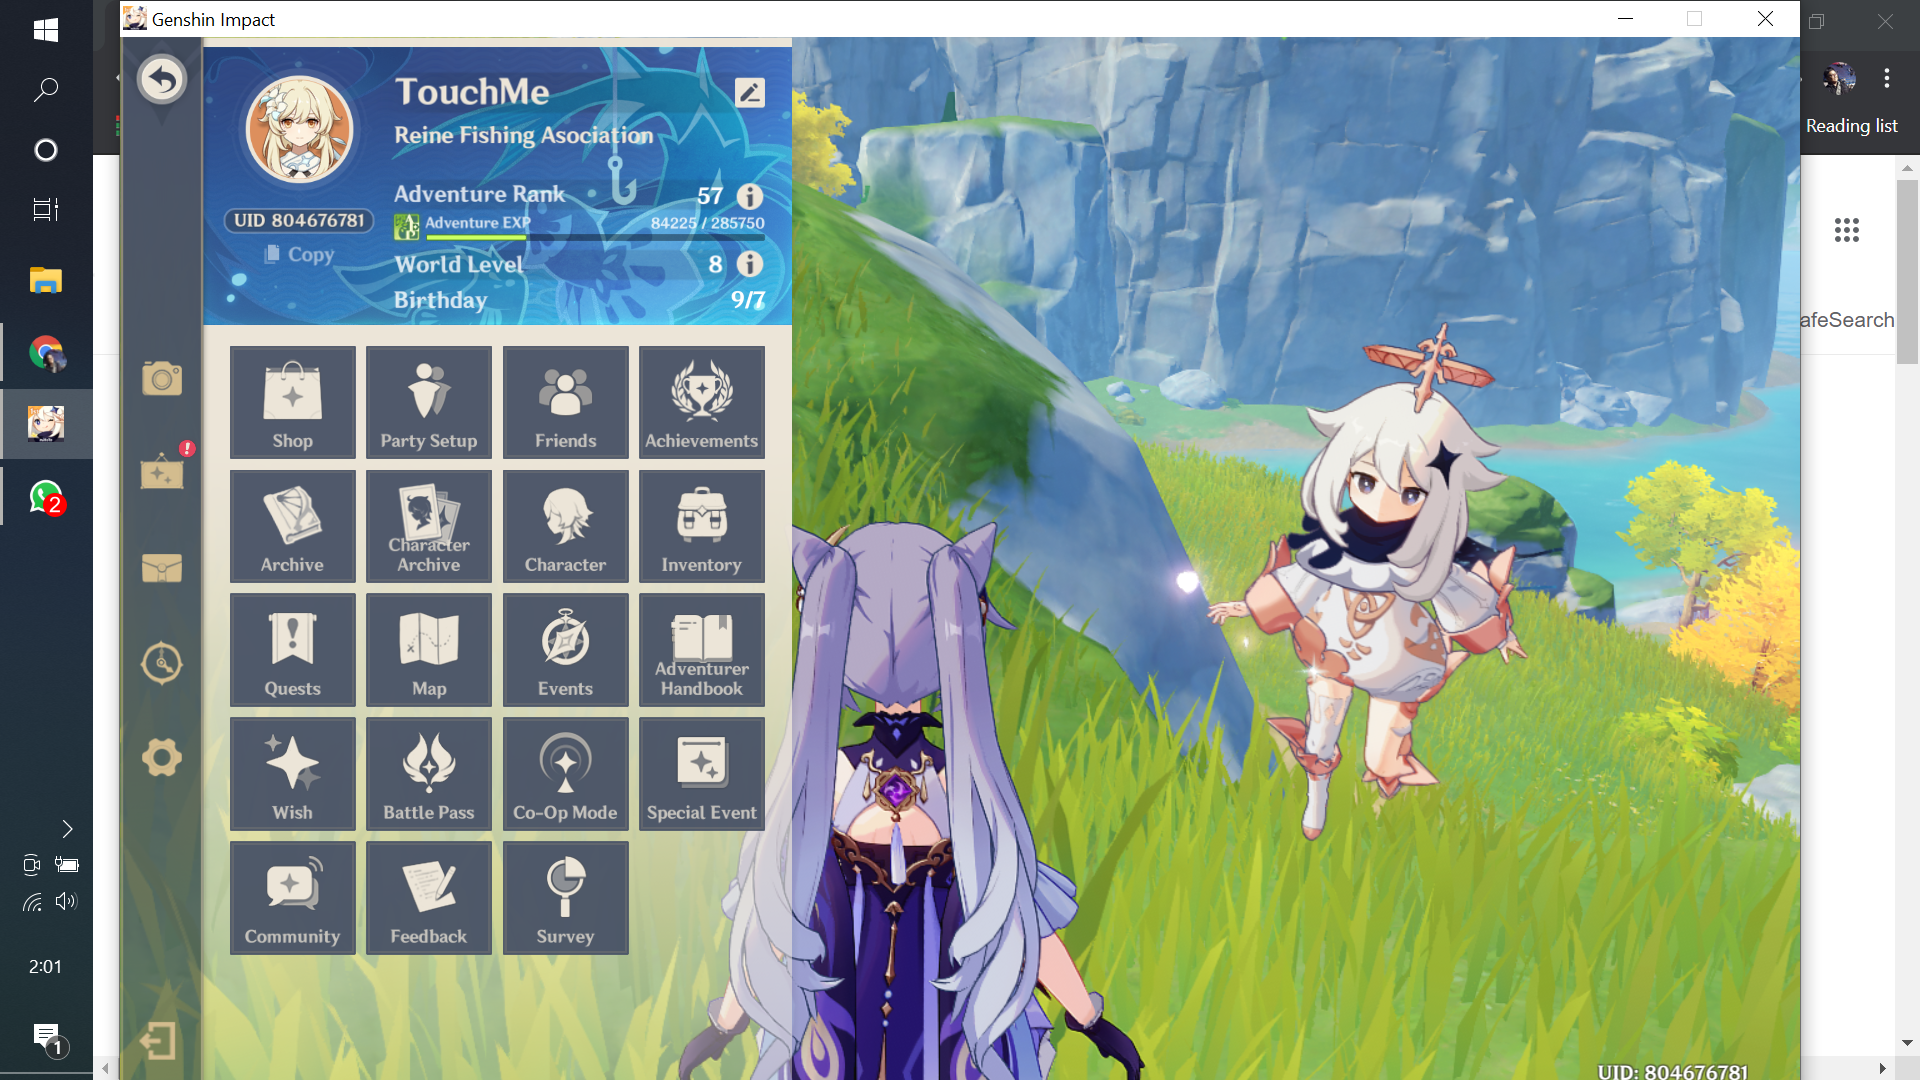 Genshin Impact
TouchMe
Reine Fishing Asociation
Adventure Rank 57
Adventure EXP 84225 / 285750
UID 804676781
Copy
World Level 8
Birthday 9/7
Reading list
afeSearch
Shop
Party Setup
Friends
Achievements
Archive
Character
Archive
Character
Inventory
Quests
Map
Events
Adventurer
Handbook
Wish
Battle Pass
Co-Op Mode
Special Event
Community
Feedback
Survey
2
2:01
1
UID: 804676781